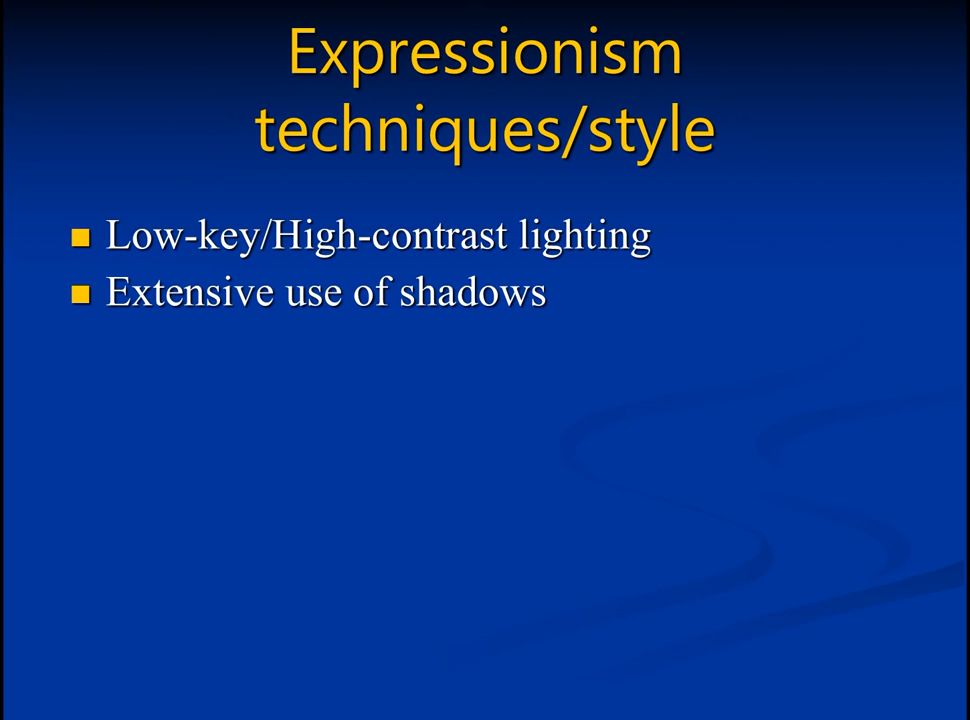 Expressionism
techniques/style
Low-key/High-contrast lighting
Extensive use of shadows